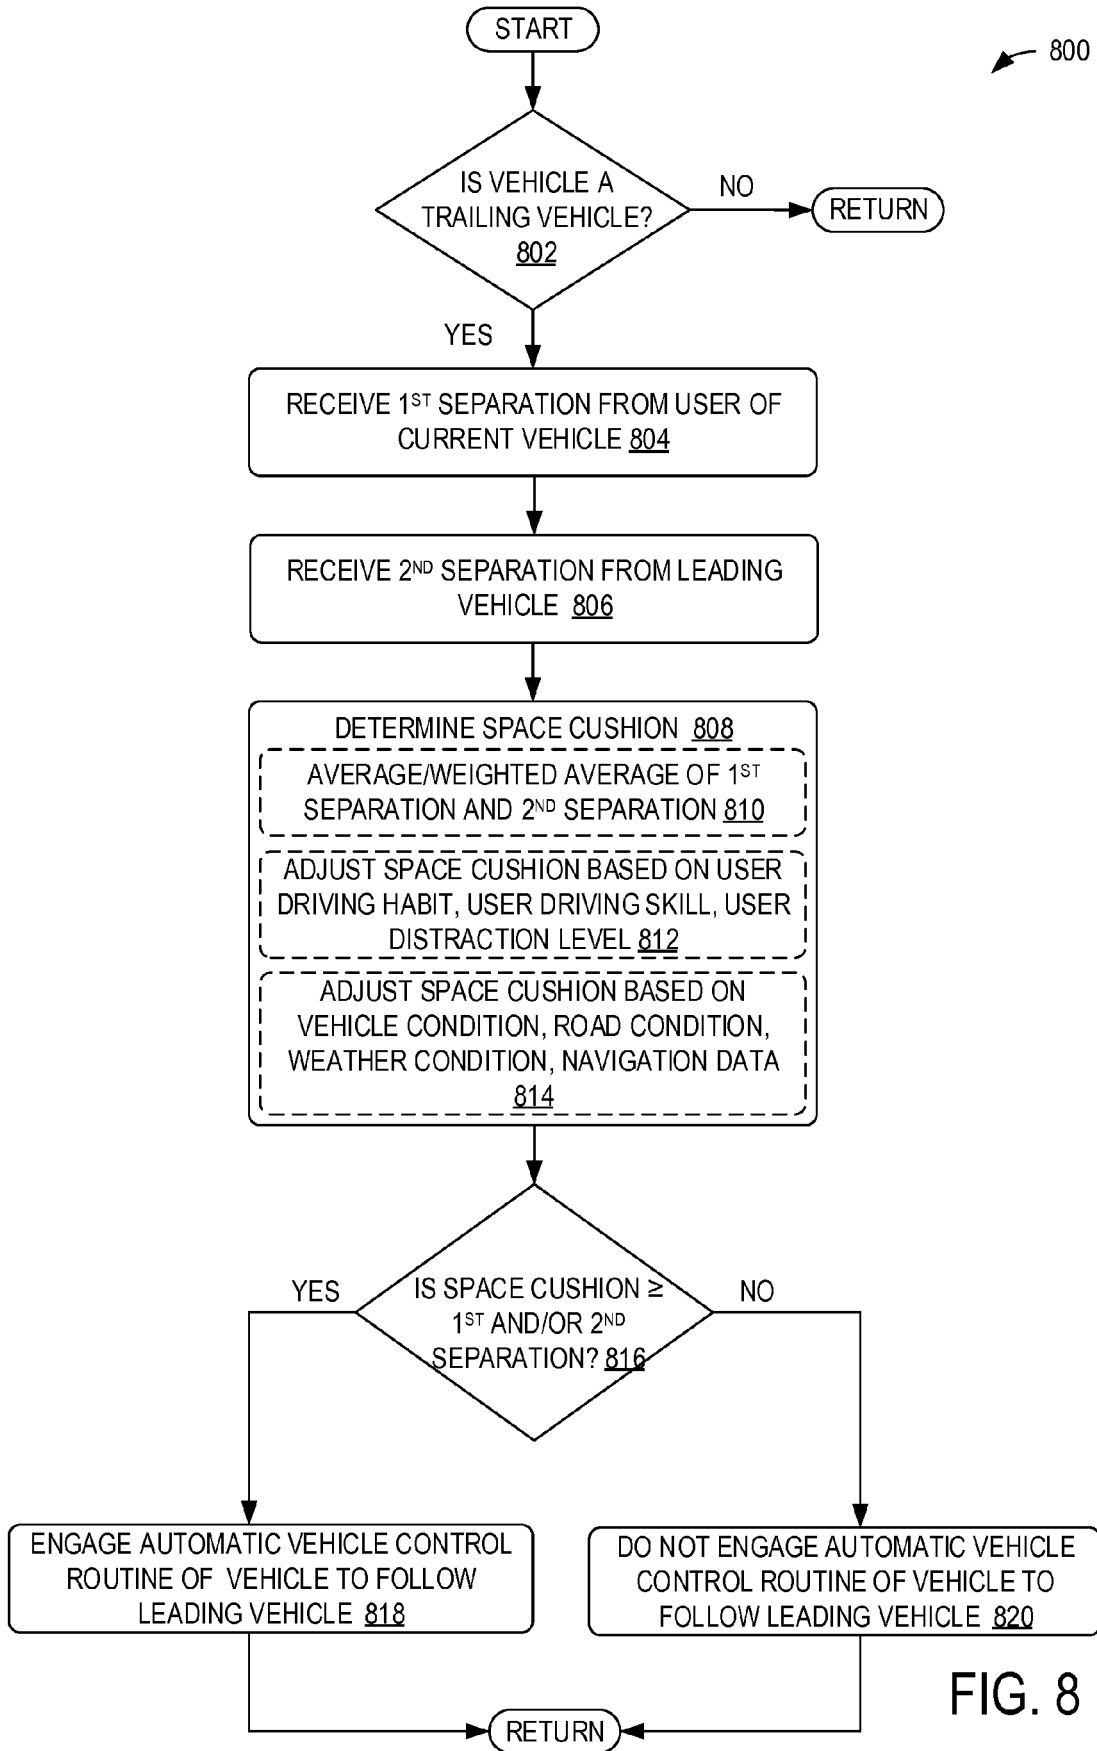 START
800
IS VEHICLE A
TRAILING VEHICLE?
802
NO
RETURN
YES
RECEIVE 1ST SEPARATION FROM USER OF
CURRENT VEHICLE 804
RECEIVE 2ND SEPARATION FROM LEADING
VEHICLE 806
DETERMINE SPACE CUSHION 808
AVERAGE/WEIGHTED AVERAGE OF 1ST
SEPARATION AND 2ND SEPARATION 810
ADJUST SPACE CUSHION BASED ON USER
DRIVING HABIT, USER DRIVING SKILL, USER
DISTRACTION LEVEL 812
ADJUST SPACE CUSHION BASED ON
VEHICLE CONDITION, ROAD CONDITION,
WEATHER CONDITION, NAVIGATION DATA
814
YES
IS SPACE CUSHION ≥
1ST AND/OR 2ND
SEPARATION? 816
NO
ENGAGE AUTOMATIC VEHICLE CONTROL
ROUTINE OF VEHICLE TO FOLLOW
LEADING VEHICLE 818
DO NOT ENGAGE AUTOMATIC VEHICLE
CONTROL ROUTINE OF VEHICLE TO
FOLLOW LEADING VEHICLE 820
RETURN
FIG. 8